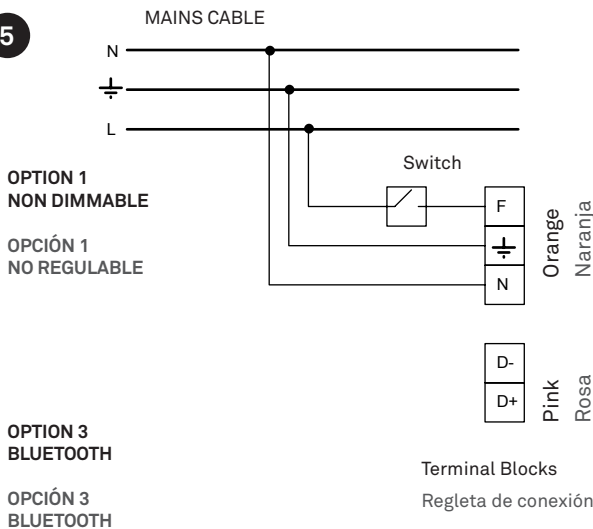 5
MAINS CABLE
N
L
OPTION 1
NON DIMMABLE
OPCIÓN 1
NO REGULABLE
Switch
F
N
Orange
Naranja
D-
D+
Pink
Rosa
OPTION 3
BLUETOOTH
OPCIÓN 3
BLUETOOTH
Terminal Blocks
Regleta de conexión